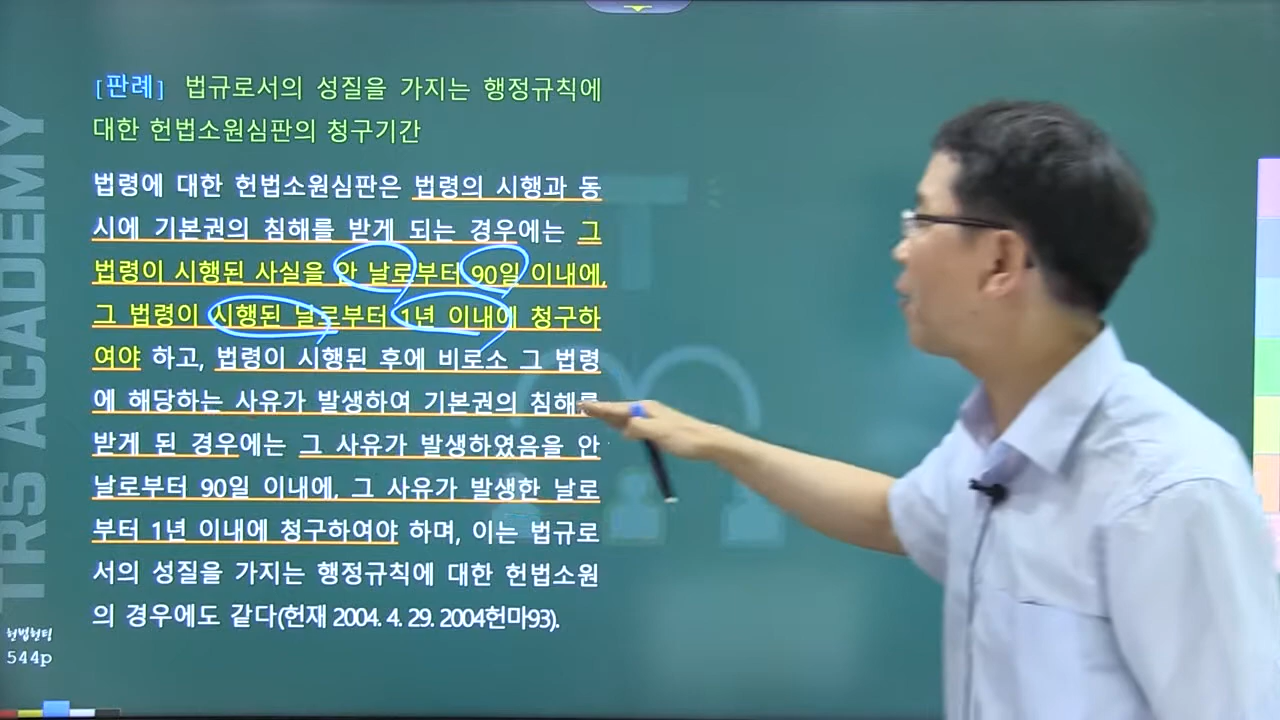 [판례] 법규로서의 성질을 가지는 행정규칙에
대한 헌법소원심판의 청구기간
법령에 대한 헌법소원심판은 법령의 시행과 동
시에 기본권의 침해를 받게 되는 경우에는 그
법령이 시행된 사실을 안 날로부터 90일 이내에,
그 법령이 시행된 날로부터 1년 이내에 청구하
여야 하고, 법령이 시행된 후에 비로소 그 법령
에 해당하는 사유가 발생하여 기본권의 침해를
받게 된 경우에는 그 사유가 발생하였음을 안
날로부터 90일 이내에, 그 사유가 발생한 날로
부터 1년 이내에 청구하여야 하며, 이는 법규로
서의 성질을 가지는 행정규칙에 대한 헌법소원
의 경우에도 같다(헌재 2004. 4. 29. 2004헌마93).
TRS ACADEMY
헌법헌팅
544p